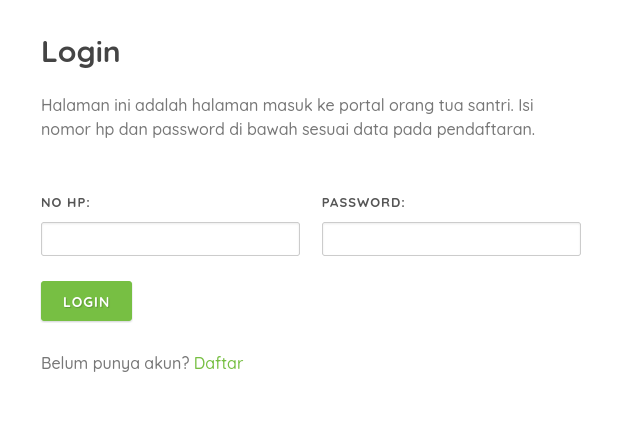 Login
Halaman ini adalah halaman masuk ke portal orang tua santri. Isi
nomor hp dan password di bawah sesuai data pada pendaftaran.
NO HP:
PASSWORD:
LOGIN
Belum punya akun? Daftar